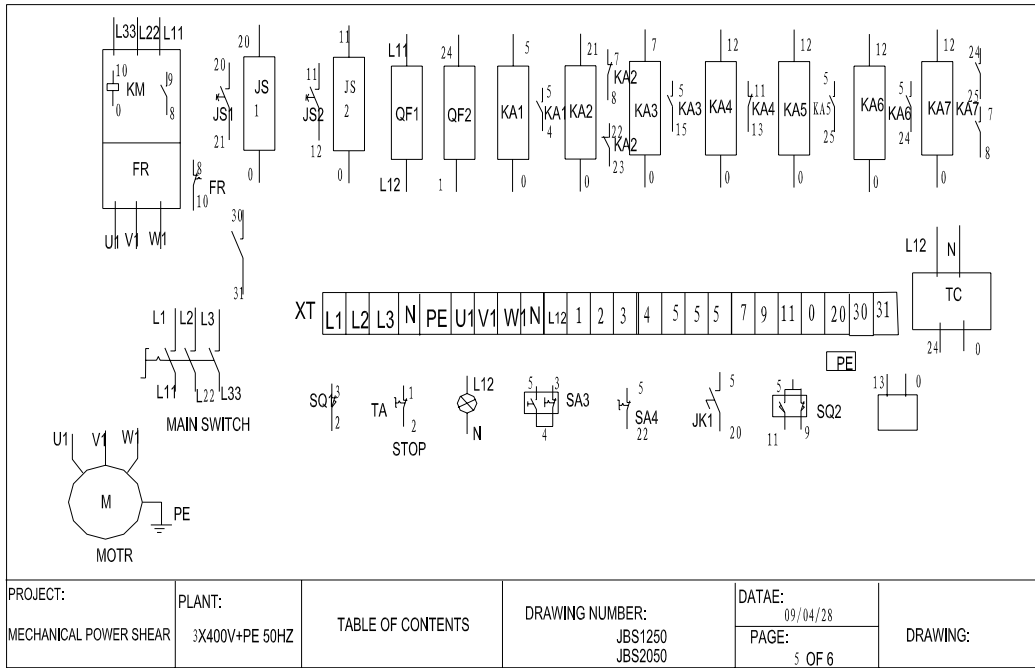 L33 L22 L11
10 KM 9
0 8
FR
U1 V1 W1
8 FR
10
20 JS1 21
20 JS 1 0
30
31
11 JS2 12
11 JS 2 0
L11 QF1 L12
24 QF2 1
5 KA1 0
5 KA1 4
21 KA2 0
7 KA2 8
22 KA2 23
7 KA3 0
5 KA3 15
12 KA4 0
11 KA4 13
12 KA5 0
5 KA5 25
12 KA6 0
5 KA6 24
12 KA7 0
24 25
KA7
7 8
L12 N
TC
24 0
XT L1 L2 L3 N PE U1 V1 W1 N L12 1 2 3 4 5 5 5 7 9 11 0 20 30 31
PE
L1 L2 L3
L11 L22 L33
MAIN SWITCH
SQ1 3 2
TA 1 2
STOP
L12
N
5 3 SA3
4
SA4
22
5
JK1 20
5 SQ2
11 9
13 0
U1 V1 W1
M
PE
MOTR
PROJECT:
MECHANICAL POWER SHEAR
PLANT:
3X400V+PE 50HZ
TABLE OF CONTENTS
DRAWING NUMBER:
JBS1250
JBS2050
DATAE:
09/04/28
PAGE:
5 OF 6
DRAWING: